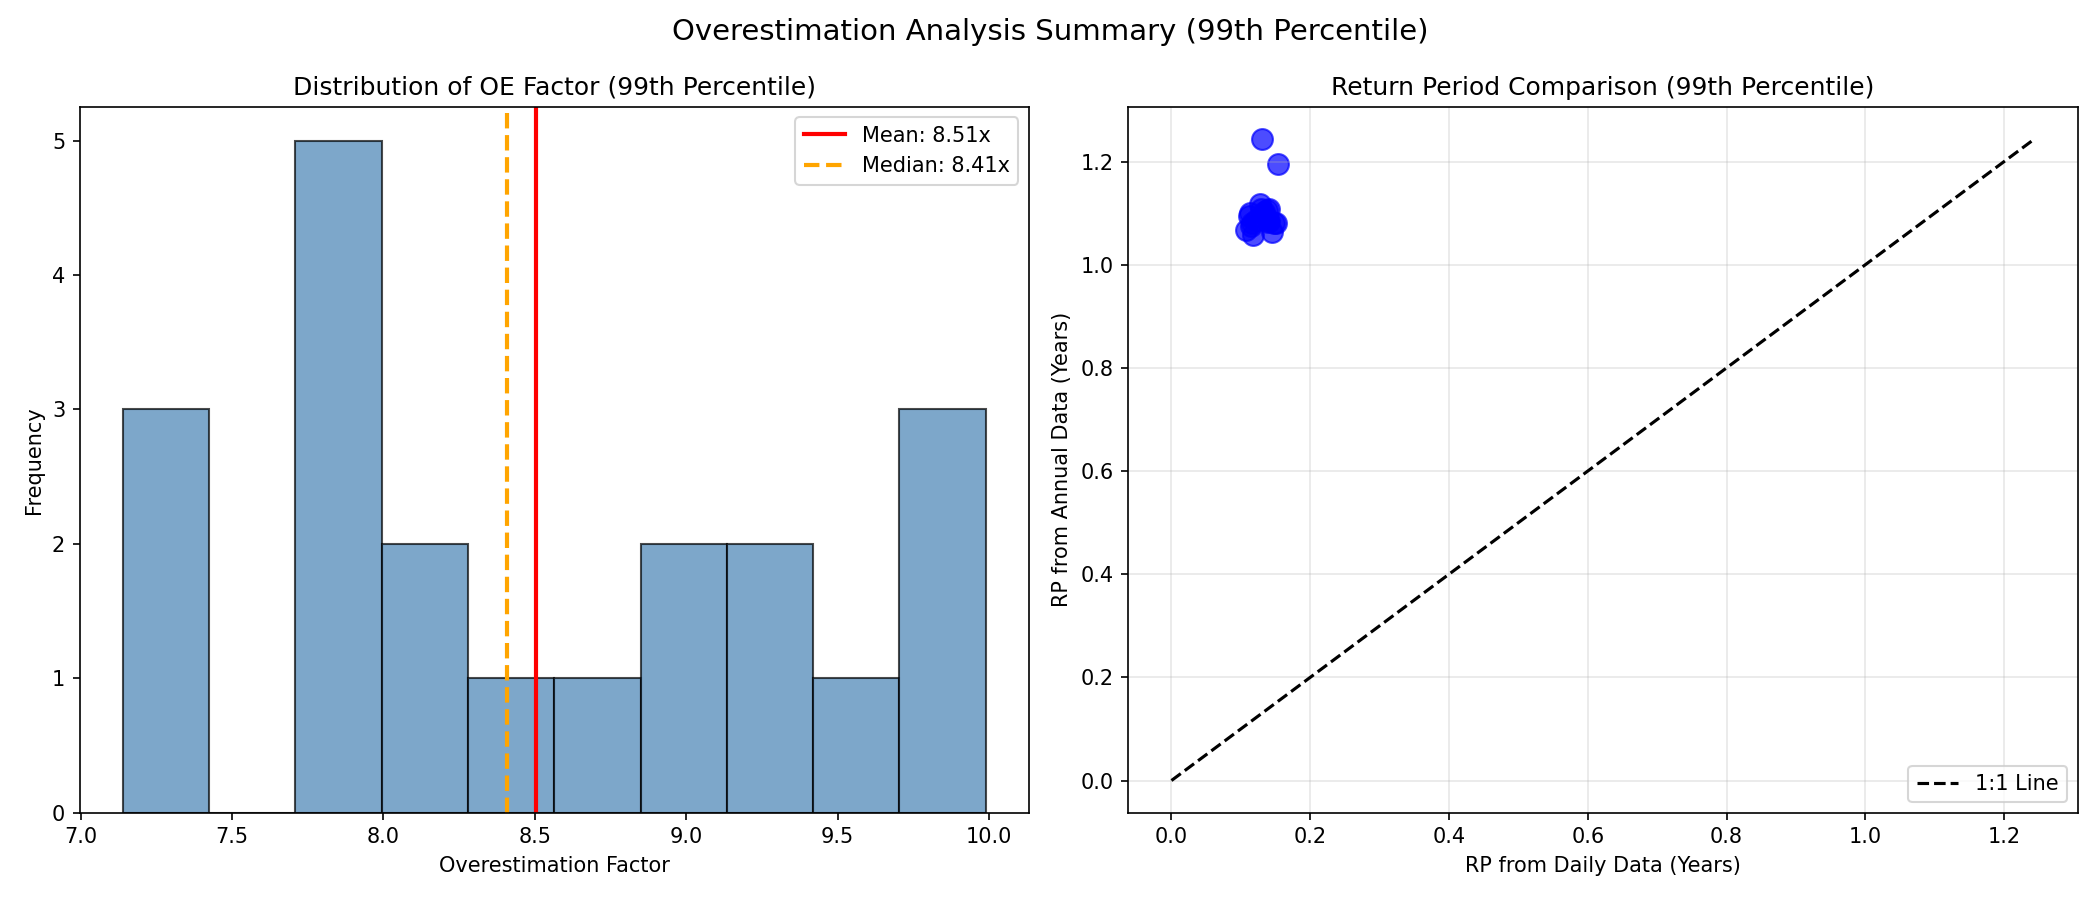 Overestimation Analysis Summary (99th Percentile)
Distribution of OE Factor (99th Percentile)
Mean: 8.51x
Median: 8.41x
Frequency
5
4
3
2
1
0
7.0 7.5 8.0 8.5 9.0 9.5 10.0
Overestimation Factor
Return Period Comparison (99th Percentile)
RP from Annual Data (Years)
1.2
1.0
0.8
0.6
0.4
0.2
0.0
1:1 Line
0.0 0.2 0.4 0.6 0.8 1.0 1.2
RP from Daily Data (Years)